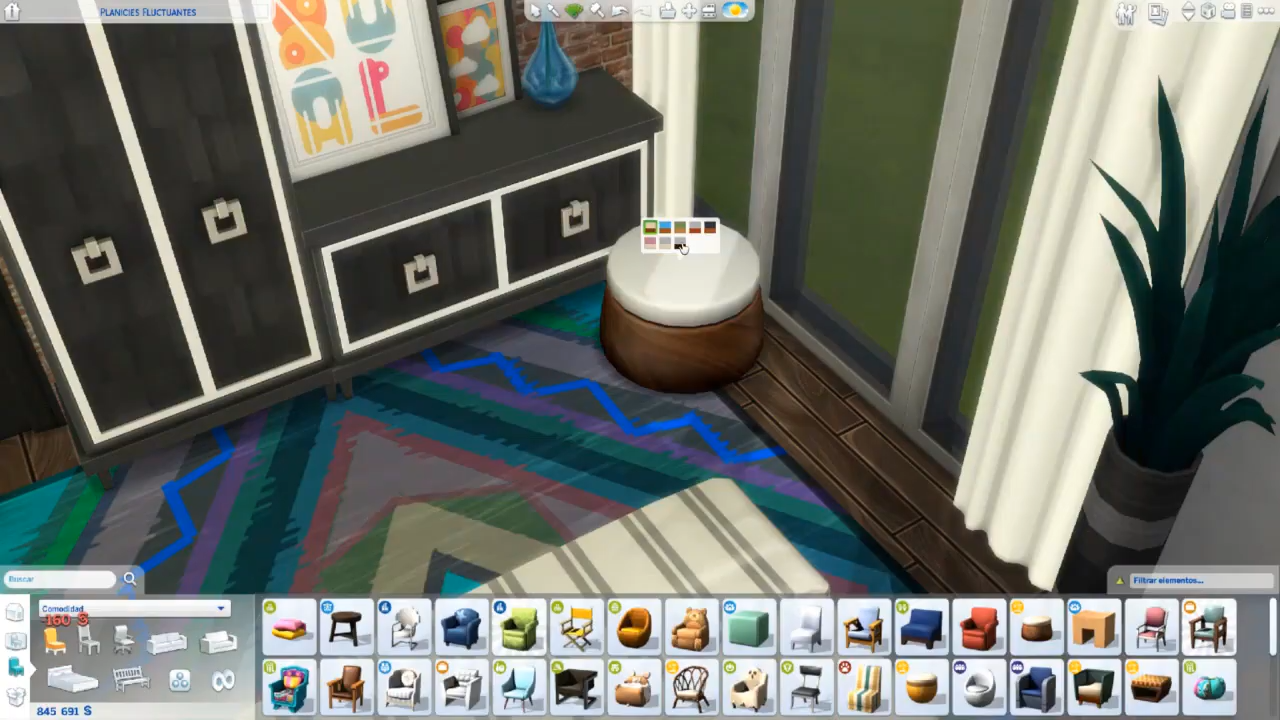 PLANICIES FLUCTUANTES
Buscar
Filtrar elementos...
Comodidad
160 $
845 691 $